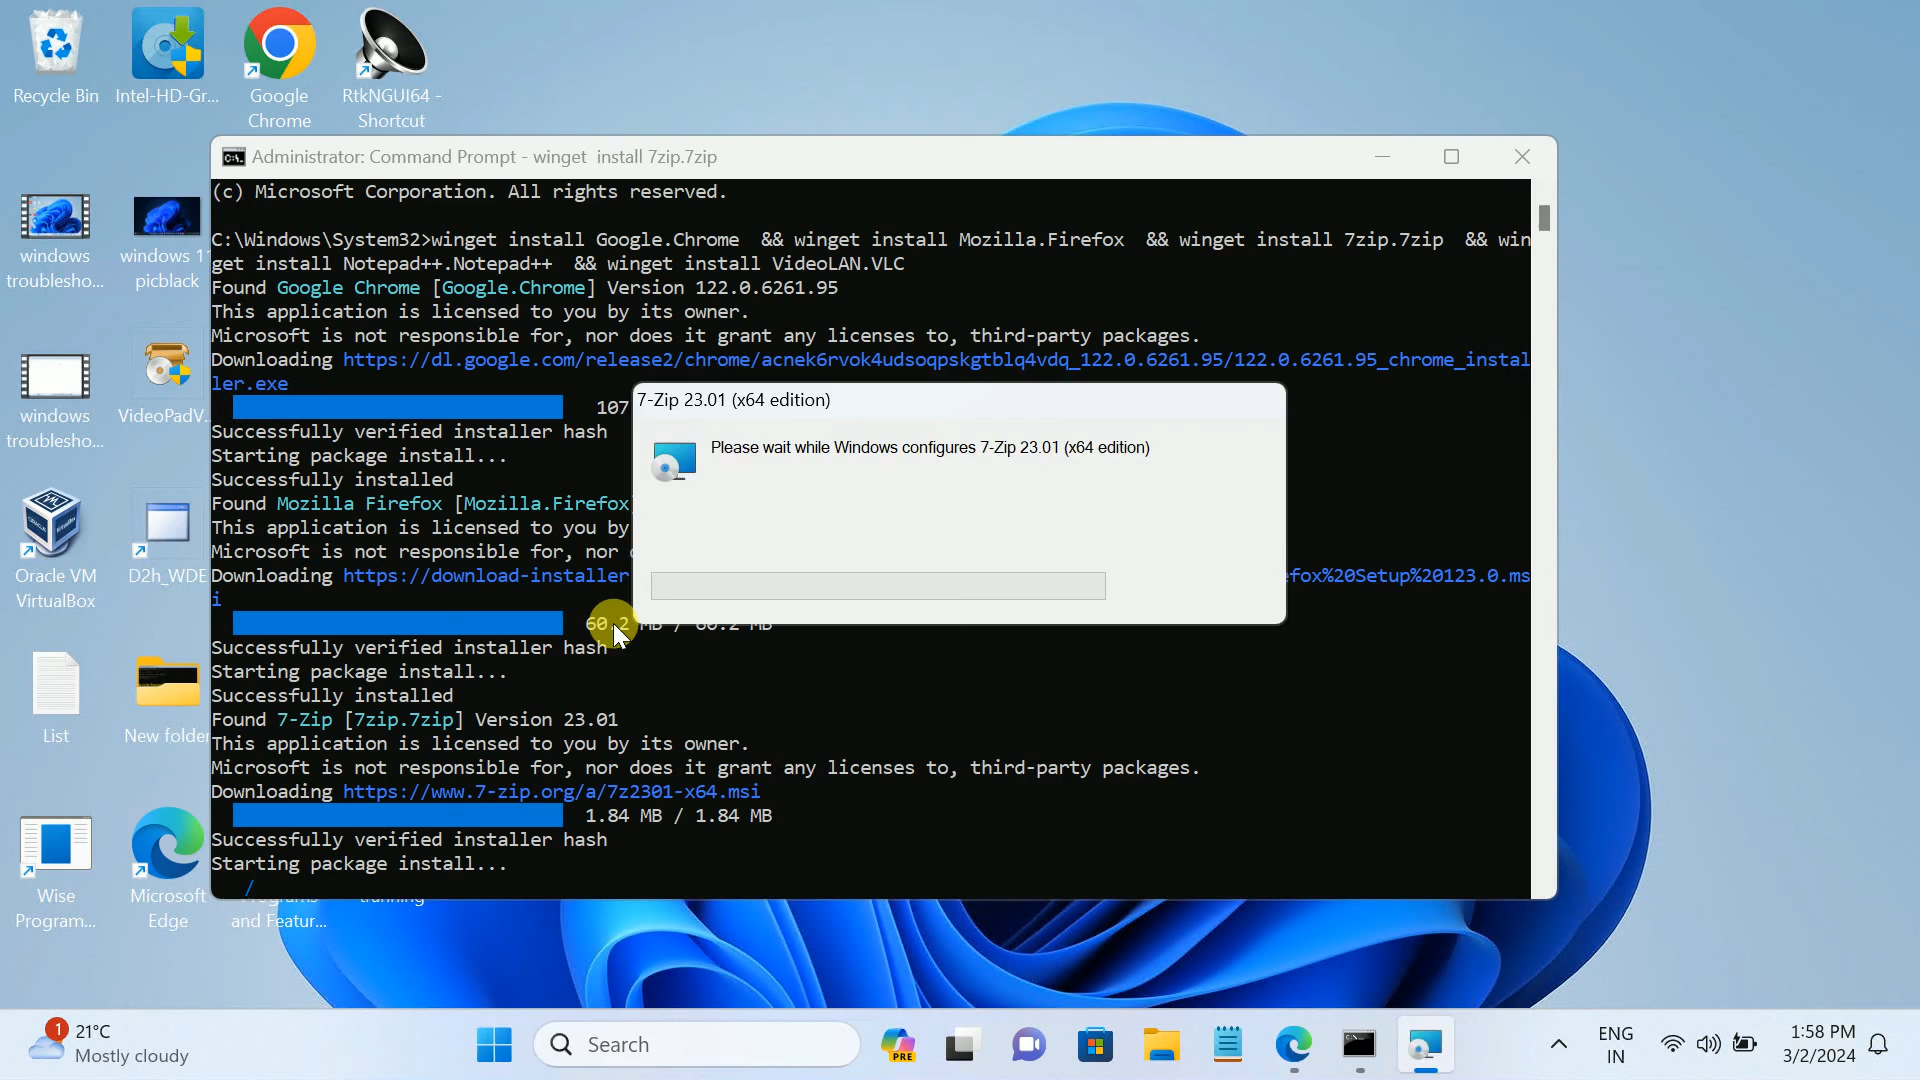 Recycle Bin
Intel-HD-Gr...
Google
Chrome
RtkNGUI64 -
Shortcut
windows
troublesho...
windows 11
picblack
windows
troublesho...
VideoPadV...
Oracle VM
VirtualBox
D2h_WDE
List
New folder
Wise
Program...
Microsoft
Edge
and Featur...
Administrator: Command Prompt - winget  install 7zip.7zip
(c) Microsoft Corporation. All rights reserved.
C:\Windows\System32>winget install Google.Chrome  && winget install Mozilla.Firefox  && winget install 7zip.7zip  && win
get install Notepad++.Notepad++  && winget install VideoLAN.VLC
Found Google Chrome [Google.Chrome] Version 122.0.6261.95
This application is licensed to you by its owner.
Microsoft is not responsible for, nor does it grant any licenses to, third-party packages.
Downloading https://dl.google.com/release2/chrome/acnek6rvok4udsoqpskgtblq4vdq_122.0.6261.95/122.0.6261.95_chrome_instal
ler.exe
107
Successfully verified installer hash
Starting package install...
Successfully installed
Found Mozilla Firefox [Mozilla.Firefox]
This application is licensed to you by
Microsoft is not responsible for, nor
Downloading https://download-installer efox%20Setup%20123.0.ms
i
60.2 MB / 60.2 MB
Successfully verified installer hash
Starting package install...
Successfully installed
Found 7-Zip [7zip.7zip] Version 23.01
This application is licensed to you by its owner.
Microsoft is not responsible for, nor does it grant any licenses to, third-party packages.
Downloading https://www.7-zip.org/a/7z2301-x64.msi
1.84 MB / 1.84 MB
Successfully verified installer hash
Starting package install...
/
7-Zip 23.01 (x64 edition)
Please wait while Windows configures 7-Zip 23.01 (x64 edition)
1
21°C
Mostly cloudy
Search
PRE
ENG
IN
1:58 PM
3/2/2024